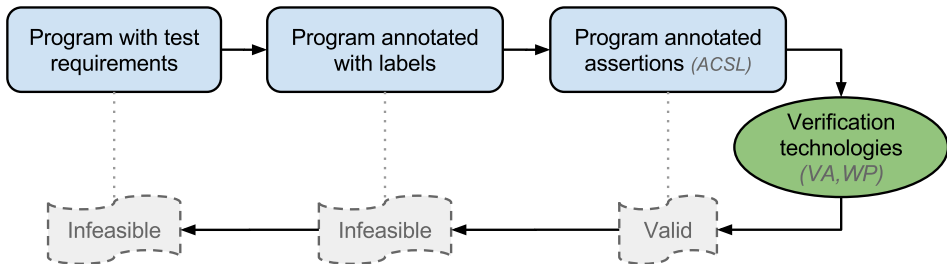 Program with test
requirements
Program annotated
with labels
Program annotated
assertions (ACSL)
Verification
technologies
(VA,WP)
Infeasible
Infeasible
Valid